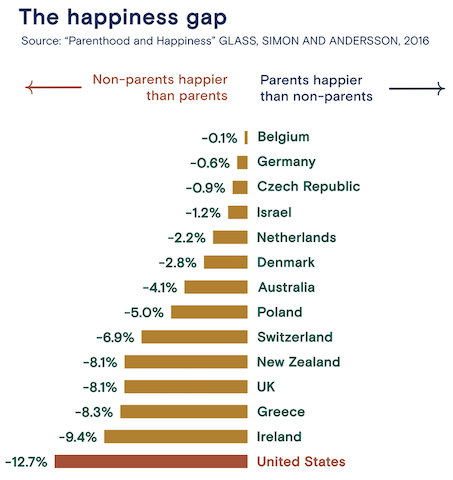 The happiness gap
Source: “Parenthood and Happiness” GLASS, SIMON AND ANDERSSON, 2016
Non-parents happier
than parents
Parents happier
than non-parents
-0.1% Belgium
-0.6% Germany
-0.9% Czech Republic
-1.2% Israel
-2.2% Netherlands
-2.8% Denmark
-4.1% Australia
-5.0% Poland
-6.9% Switzerland
-8.1% New Zealand
-8.1% UK
-8.3% Greece
-9.4% Ireland
-12.7% United States